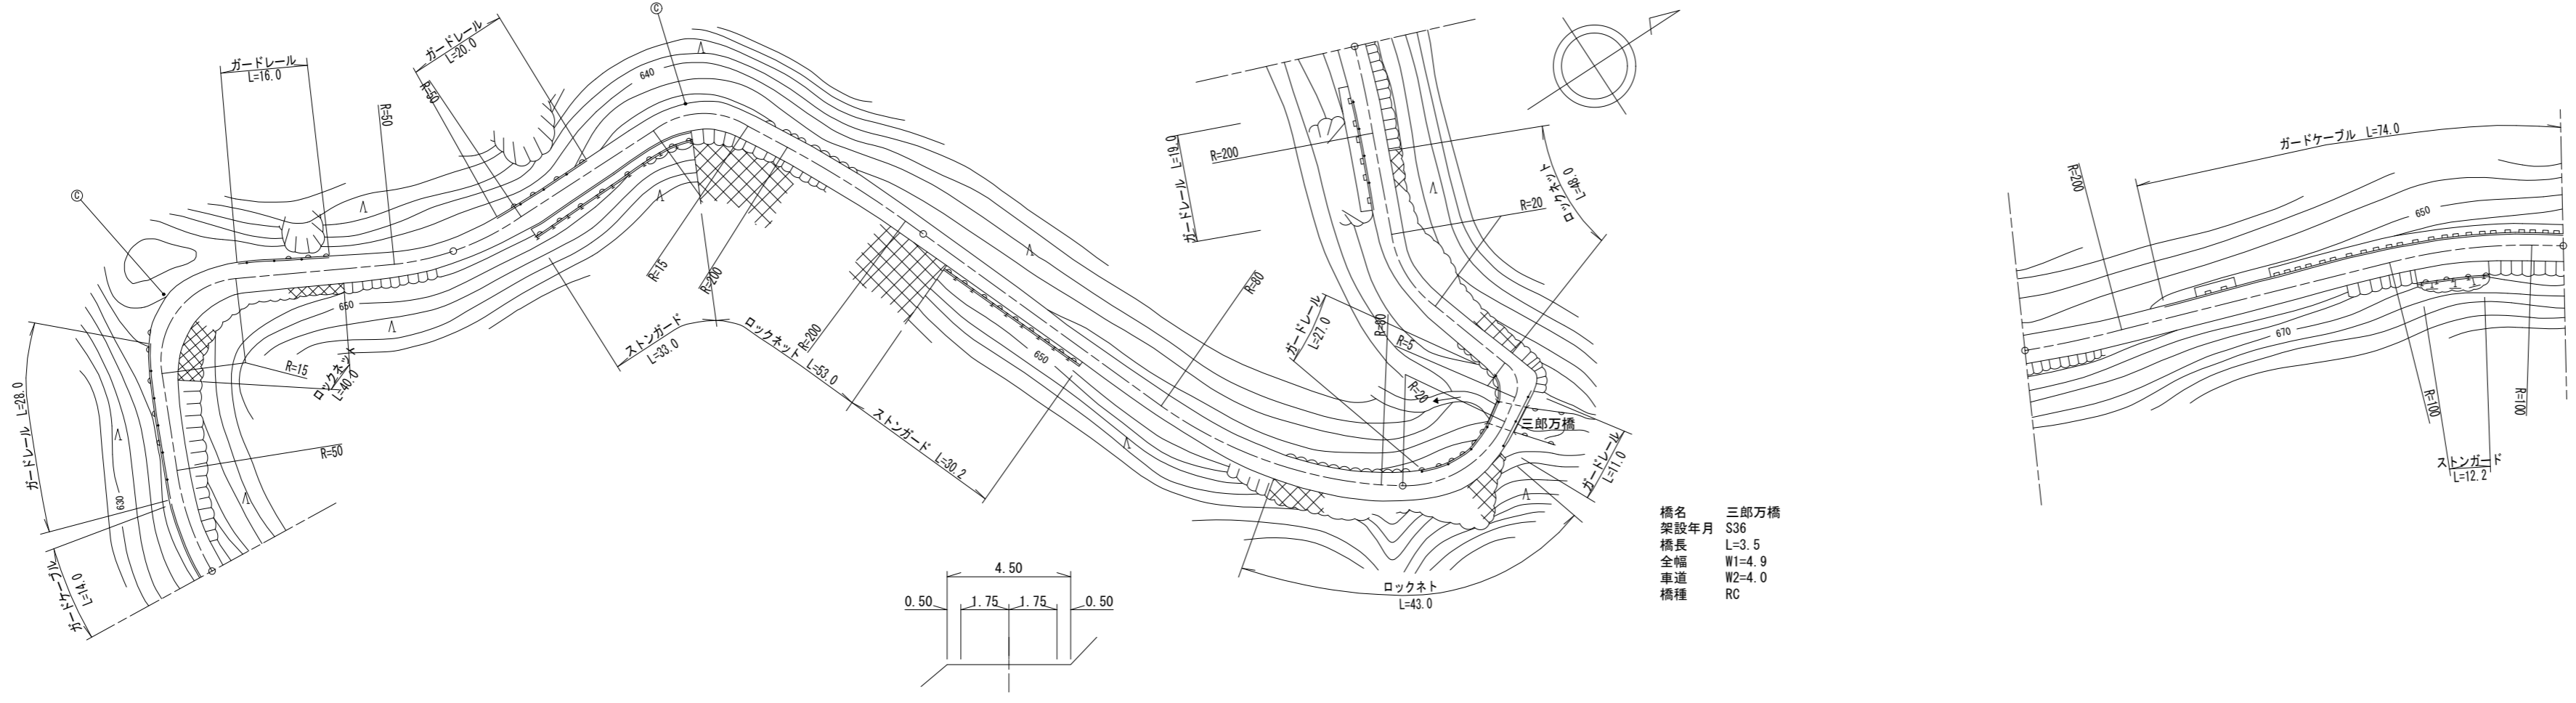 Ⓒ
ガードレール
L=20.0
ガードレール
L=16.0
640
R=50
R=50
Ⓒ
ガードレール L=19.0
R=200
ロックネット
L=48.0
R=20
ガードケーブル L=74.0
R=200
650
670
R=100
R=100
ストンガード
L=12.2
R=15
R=200
650
ロックネット
L=40.0
R=15
ストンガード
L=33.0
ロックネット L=53.0
R=200
650
R=80
ガードレール
L=27.0
R=80
R=5
R=20
三郎万橋
ガードレール L=28.0
630
R=50
ストンガード L=30.2
ガードレール
L=11.0
ガードケーブル
L=14.0
ロックネト
L=43.0
4.50
0.50 1.75 1.75 0.50
橋名 三郎万橋
架設年月 S36
橋長 L=3.5
全幅 W1=4.9
車道 W2=4.0
橋種 RC